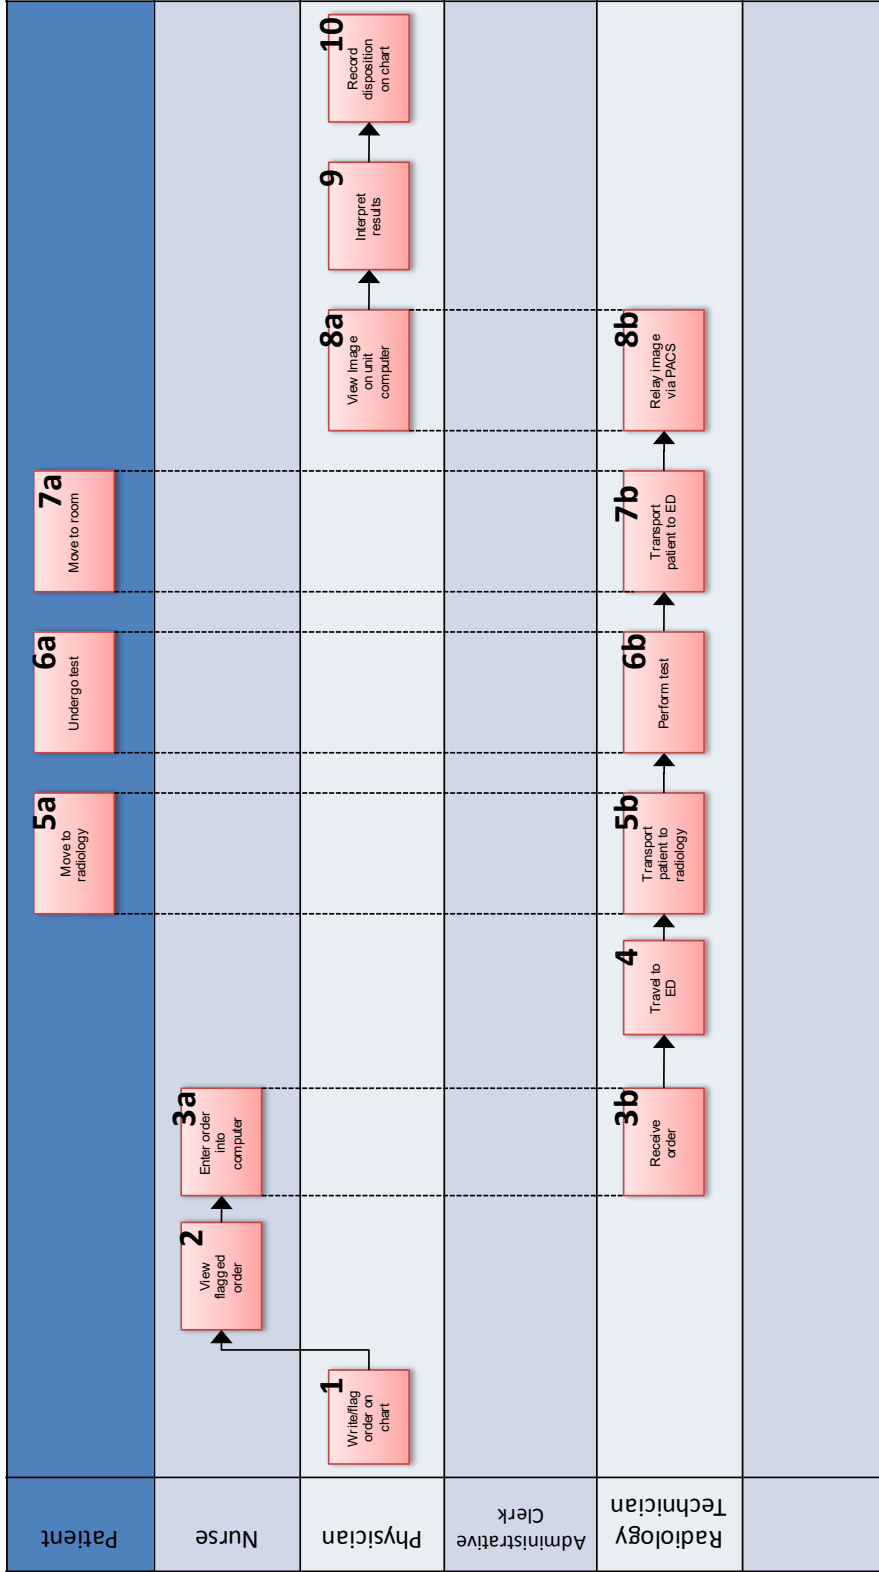 Patient
5a
Move to
radiology
6a
Undergo test
7a
Move to room
Nurse
2
View
flagged
order
3a
Enter order
into
computer
Physician
1
Write/flag
order on
chart
8a
View Image
on unit
computer
9
Interpret
results
10
Record
disposition
on chart
Administrative
Clerk
Radiology
Technician
3b
Receive
order
4
Travel to
ED
5b
Transport
patient to
radiology
6b
Perform test
7b
Transport
patient to ED
8b
Relay image
via PACS